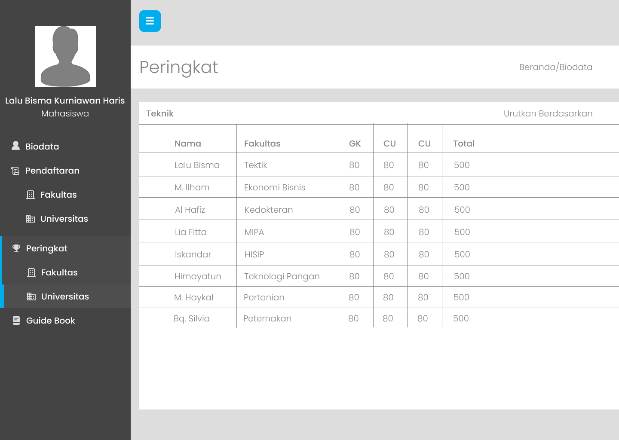 Lalu Bisma Kurniawan Haris
Mahasiswa
Biodata
Pendaftaran
Fakultas
Universitas
Peringkat
Fakultas
Universitas
Guide Book
Peringkat
Beranda/Biodata
Teknik
Urutkan Berdasarkan
Nama Fakultas GK CU CU Total
Lalu Bisma Tektik 80 80 80 500
M. Ilham Ekonomi Bisnis 80 80 80 500
Al Hafiz Kedokteran 80 80 80 500
Lia Fitta MIPA 80 80 80 500
Iskandar HISIP 80 80 80 500
Himayatun Toknologi Pangan 80 80 80 500
M. Haykal Pertanian 80 80 80 500
Bq. Silvia Peternakan 80 80 80 500